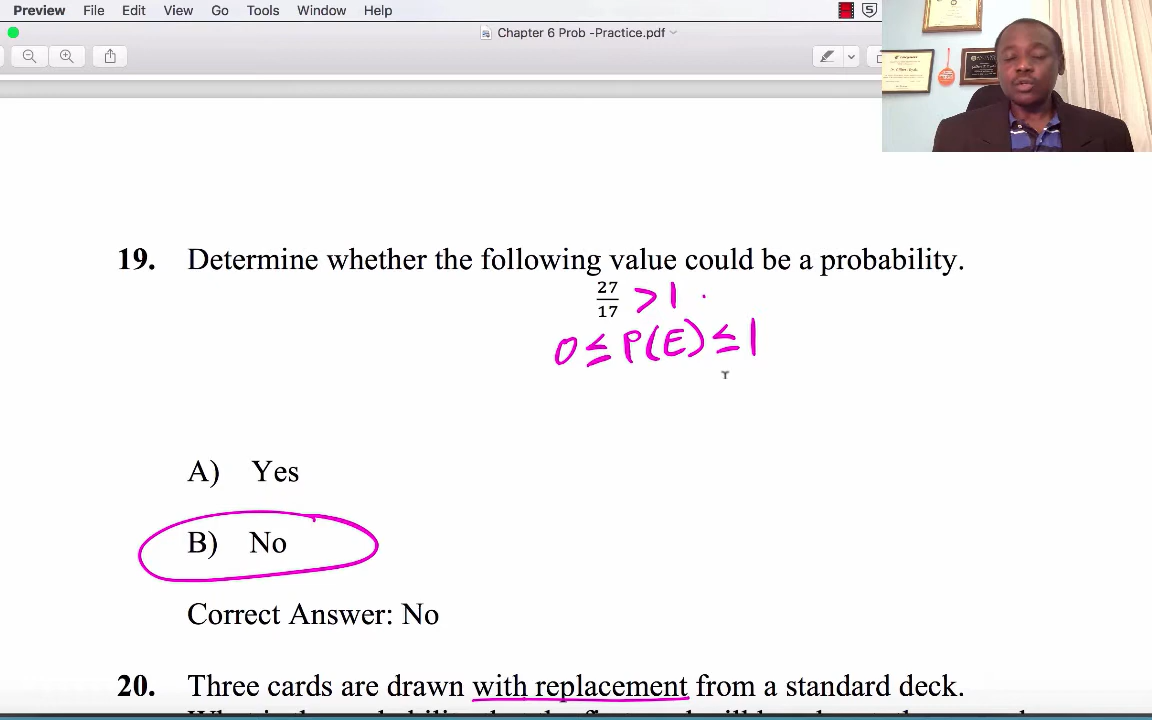 Preview File Edit View Go Tools Window Help
Chapter 6 Prob -Practice.pdf
19. Determine whether the following value could be a probability.
27/17 > 1
0 ≤ P(E) ≤ 1
A) Yes
B) No
Correct Answer: No
20. Three cards are drawn with replacement from a standard deck.